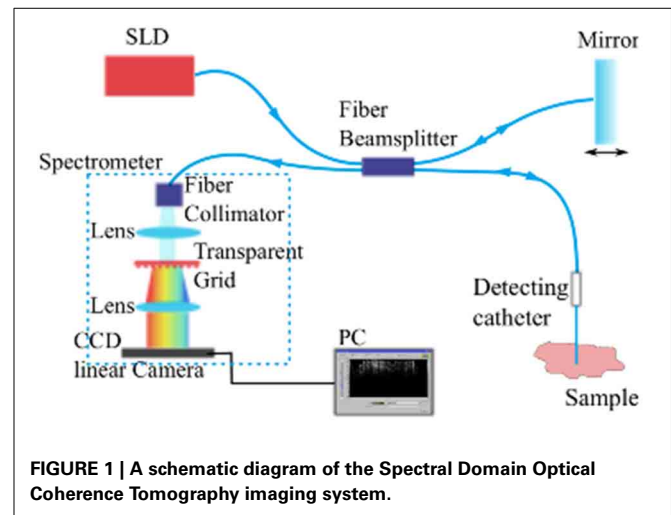 SLD
Mirror
Fiber
Beamsplitter
Spectrometer
Fiber
Collimator
Lens
Transparent
Grid
Lens
CCD
linear Camera
PC
Detecting
catheter
Sample
FIGURE 1 | A schematic diagram of the Spectral Domain Optical
Coherence Tomography imaging system.